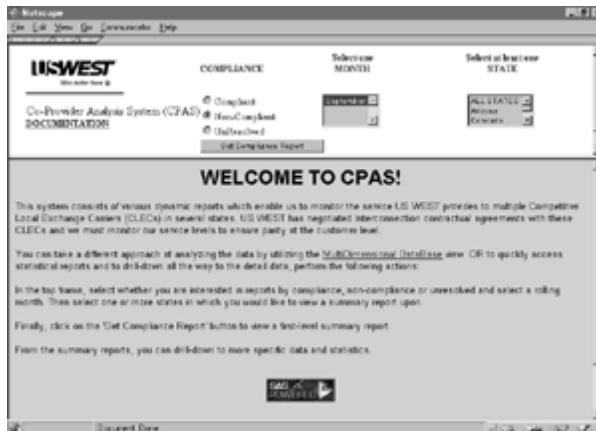 Netscape
File Edit View Go Communicator Help
USWEST
COMPLIANCE
Select one
MONTH
Select at least one
STATE
Co-Provider Analysis System (CPAS)
DOCUMENTATION
Compliant
Non-Compliant
UnResolved
September
ALL STATES
Arizona
Colorado
Get Compliance Report
WELCOME TO CPAS!
This system consists of various dynamic reports which enable us to monitor the service US WEST provides to multiple Competitive
Local Exchange Carriers (CLECs) in several states. US WEST has negotiated interconnection contractual agreements with these
CLECs and we must monitor our service levels to ensure parity at the customer level.
You can take a different approach at analyzing the data by utilizing the MultiDimensional DataBase view. OR to quickly access
statistical reports and to drill-down all the way to the detail data, perform the following actions:
In the top frame, select whether you are interested in reports by compliance, non-compliance or unresolved and select a rolling
month. Then select one or more states in which you would like to view a summary report upon.
Finally, click on the 'Get Compliance Report' button to view a first-level summary report.
From the summary reports, you can drill-down to more specific data and statistics.
SAS
POWERED
Document Done